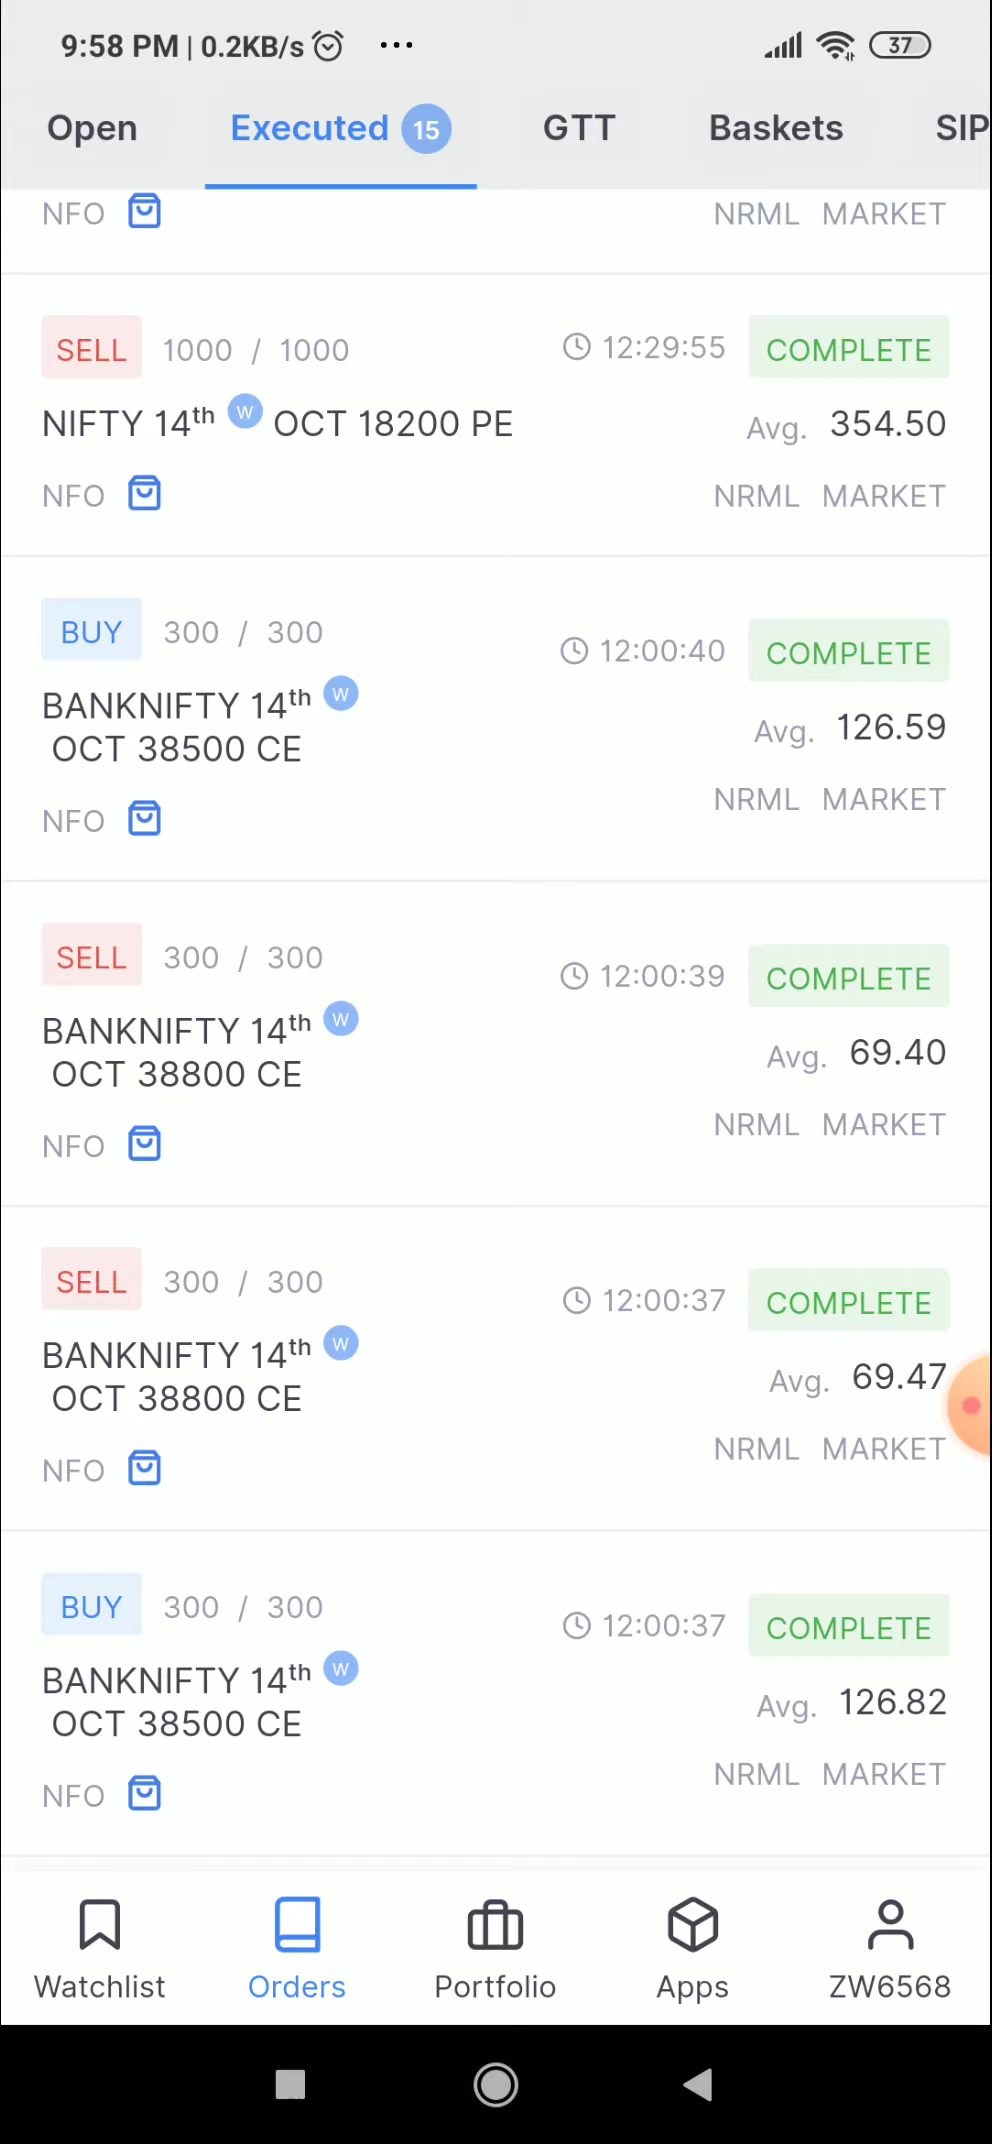 9:58 PM | 0.2KB/s ... 37
Open Executed 15 GTT Baskets SIP
NFO NRML MARKET
SELL 1000 / 1000 12:29:55 COMPLETE
NIFTY 14th W OCT 18200 PE Avg. 354.50
NFO NRML MARKET
BUY 300 / 300 12:00:40 COMPLETE
BANKNIFTY 14th W
OCT 38500 CE Avg. 126.59
NFO NRML MARKET
SELL 300 / 300 12:00:39 COMPLETE
BANKNIFTY 14th W
OCT 38800 CE Avg. 69.40
NFO NRML MARKET
SELL 300 / 300 12:00:37 COMPLETE
BANKNIFTY 14th W
OCT 38800 CE Avg. 69.47
NFO NRML MARKET
BUY 300 / 300 12:00:37 COMPLETE
BANKNIFTY 14th W
OCT 38500 CE Avg. 126.82
NFO NRML MARKET
Watchlist Orders Portfolio Apps ZW6568